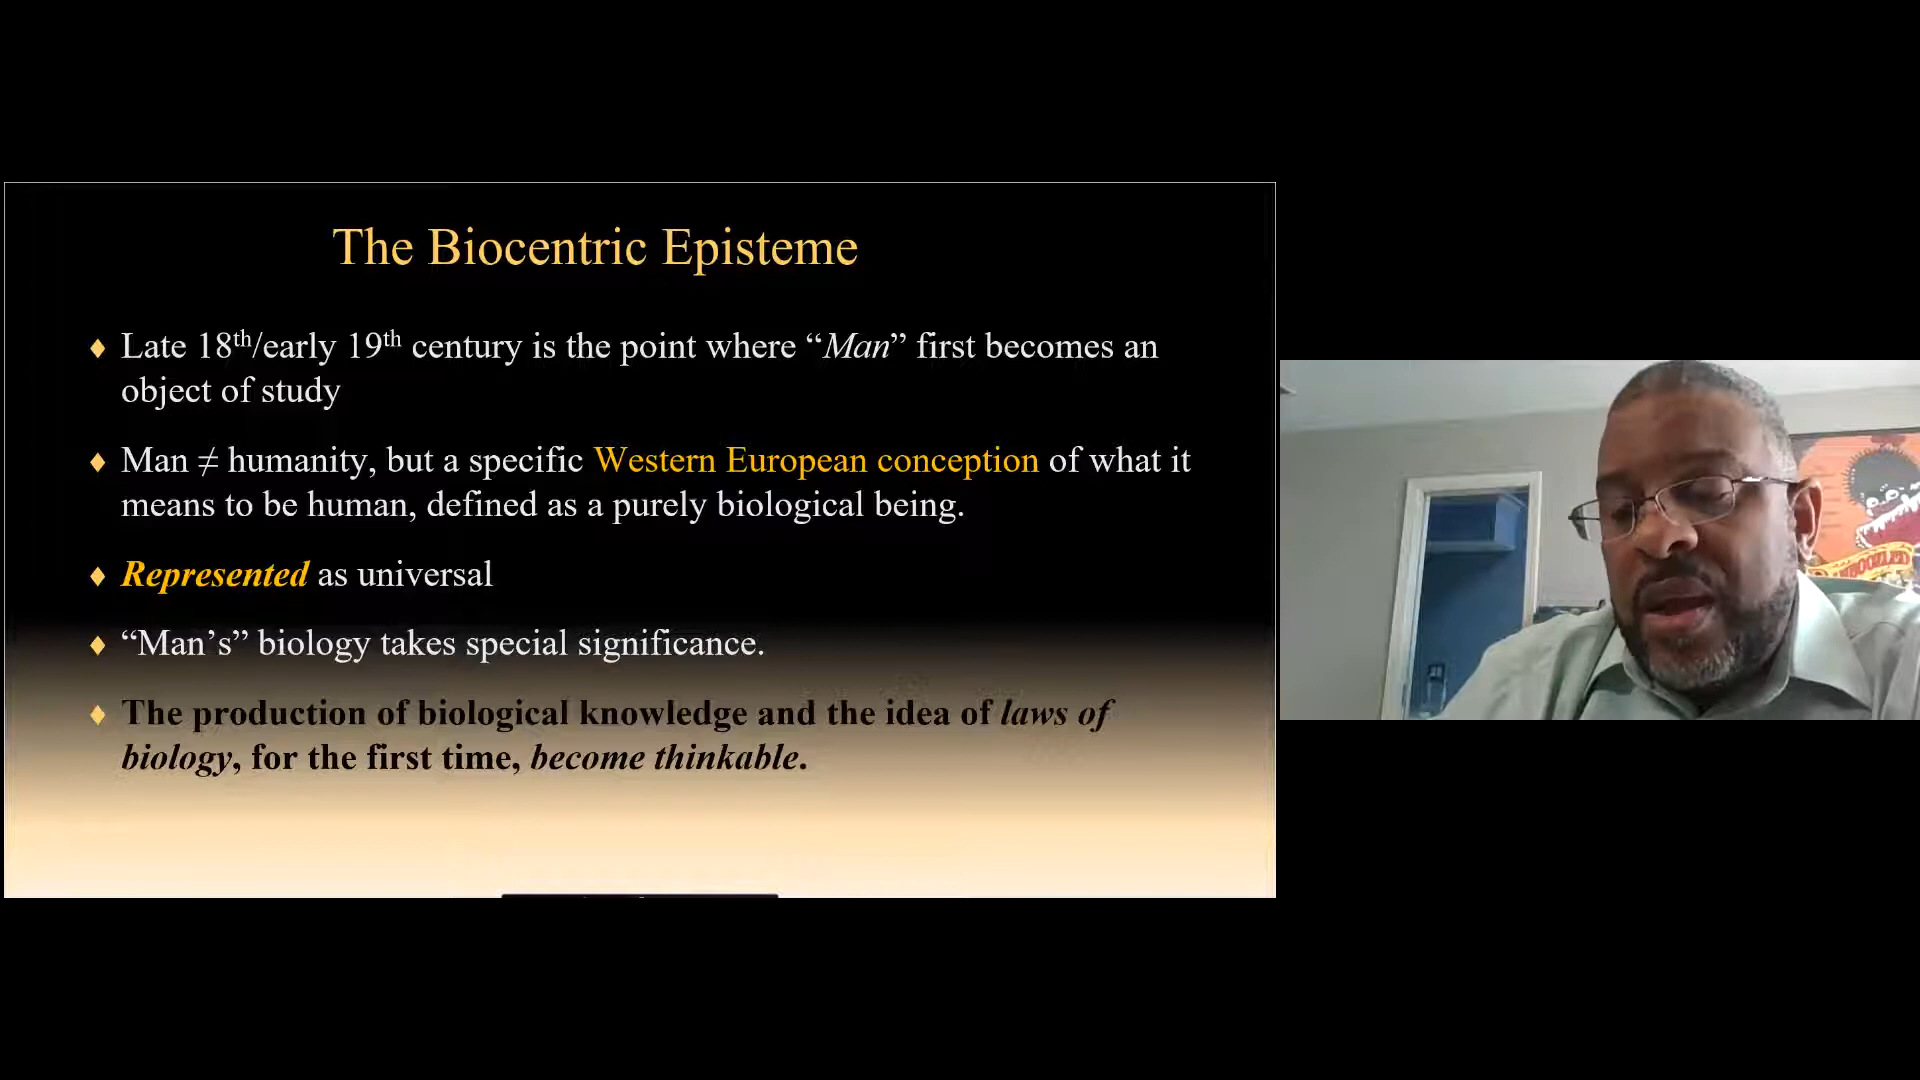 The Biocentric Episteme
♦ Late 18th/early 19th century is the point where “Man” first becomes an
object of study
♦ Man ≠ humanity, but a specific Western European conception of what it
means to be human, defined as a purely biological being.
♦ Represented as universal
♦ “Man’s” biology takes special significance.
♦ The production of biological knowledge and the idea of laws of
biology, for the first time, become thinkable.